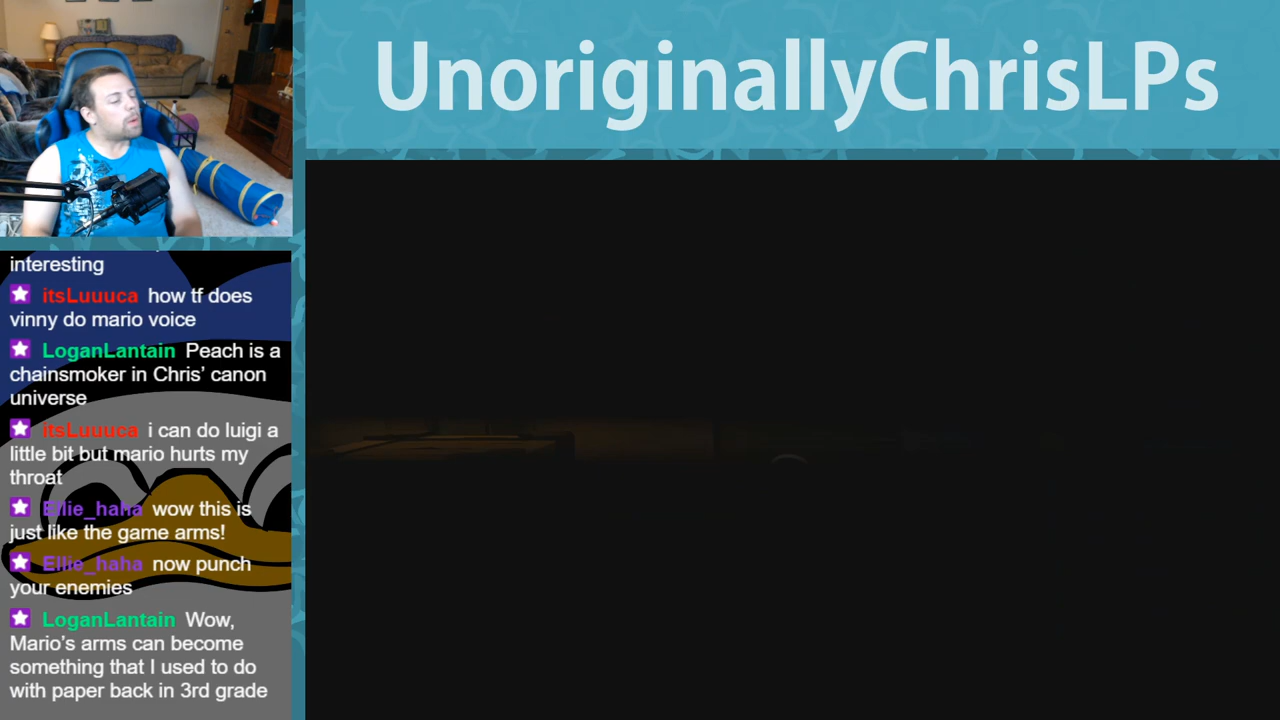 UnoriginallyChrisLPs
interesting
itsLuuuca how tf does
vinny do mario voice
LoganLantain Peach is a
chainsmoker in Chris’ canon
universe
itsLuuuca i can do luigi a
little bit but mario hurts my
throat
Ellie_haha wow this is
just like the game arms!
Ellie_haha now punch
your enemies
LoganLantain Wow,
Mario’s arms can become
something that I used to do
with paper back in 3rd grade